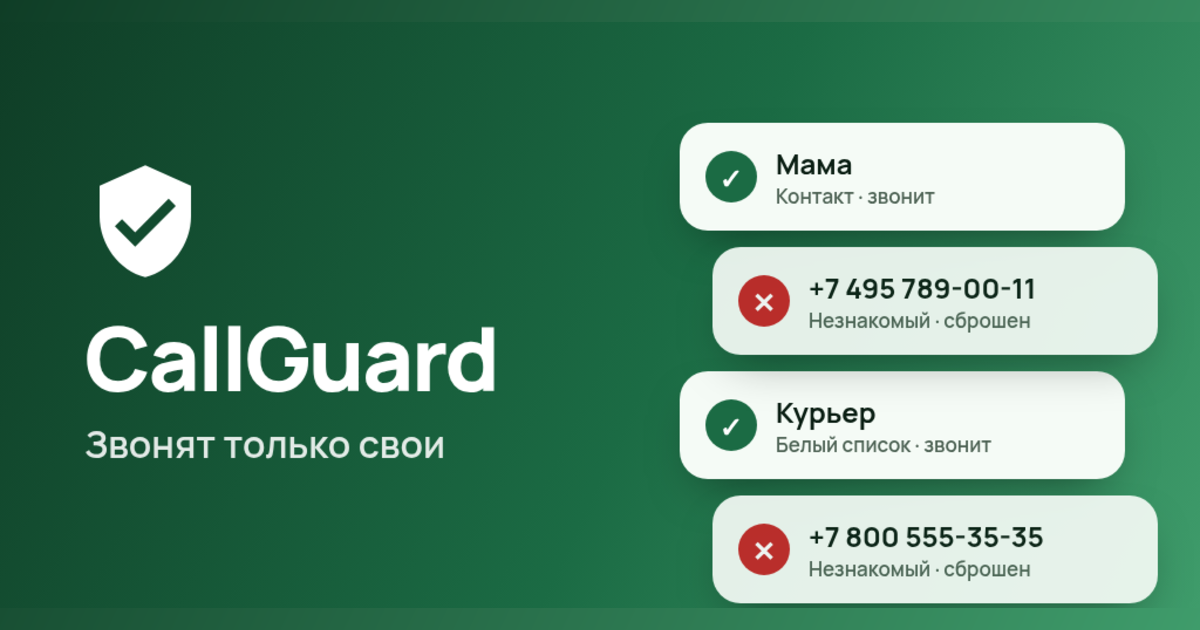 CallGuard
Звонят только свои
Мама
Контакт · звонит
+7 495 789-00-11
Незнакомый · сброшен
Курьер
Белый список · звонит
+7 800 555-35-35
Незнакомый · сброшен